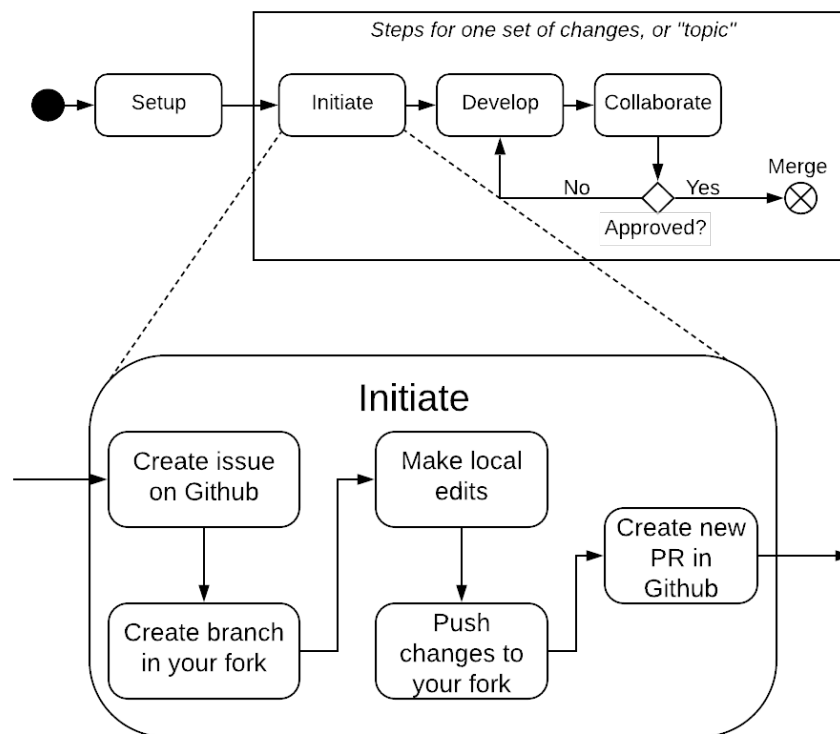 Steps for one set of changes, or "topic"
Setup
Initiate
Develop
Collaborate
Merge
No
Yes
Approved?
Initiate
Create issue
on Github
Make local
edits
Create new
PR in
Github
Create branch
in your fork
Push
changes to
your fork